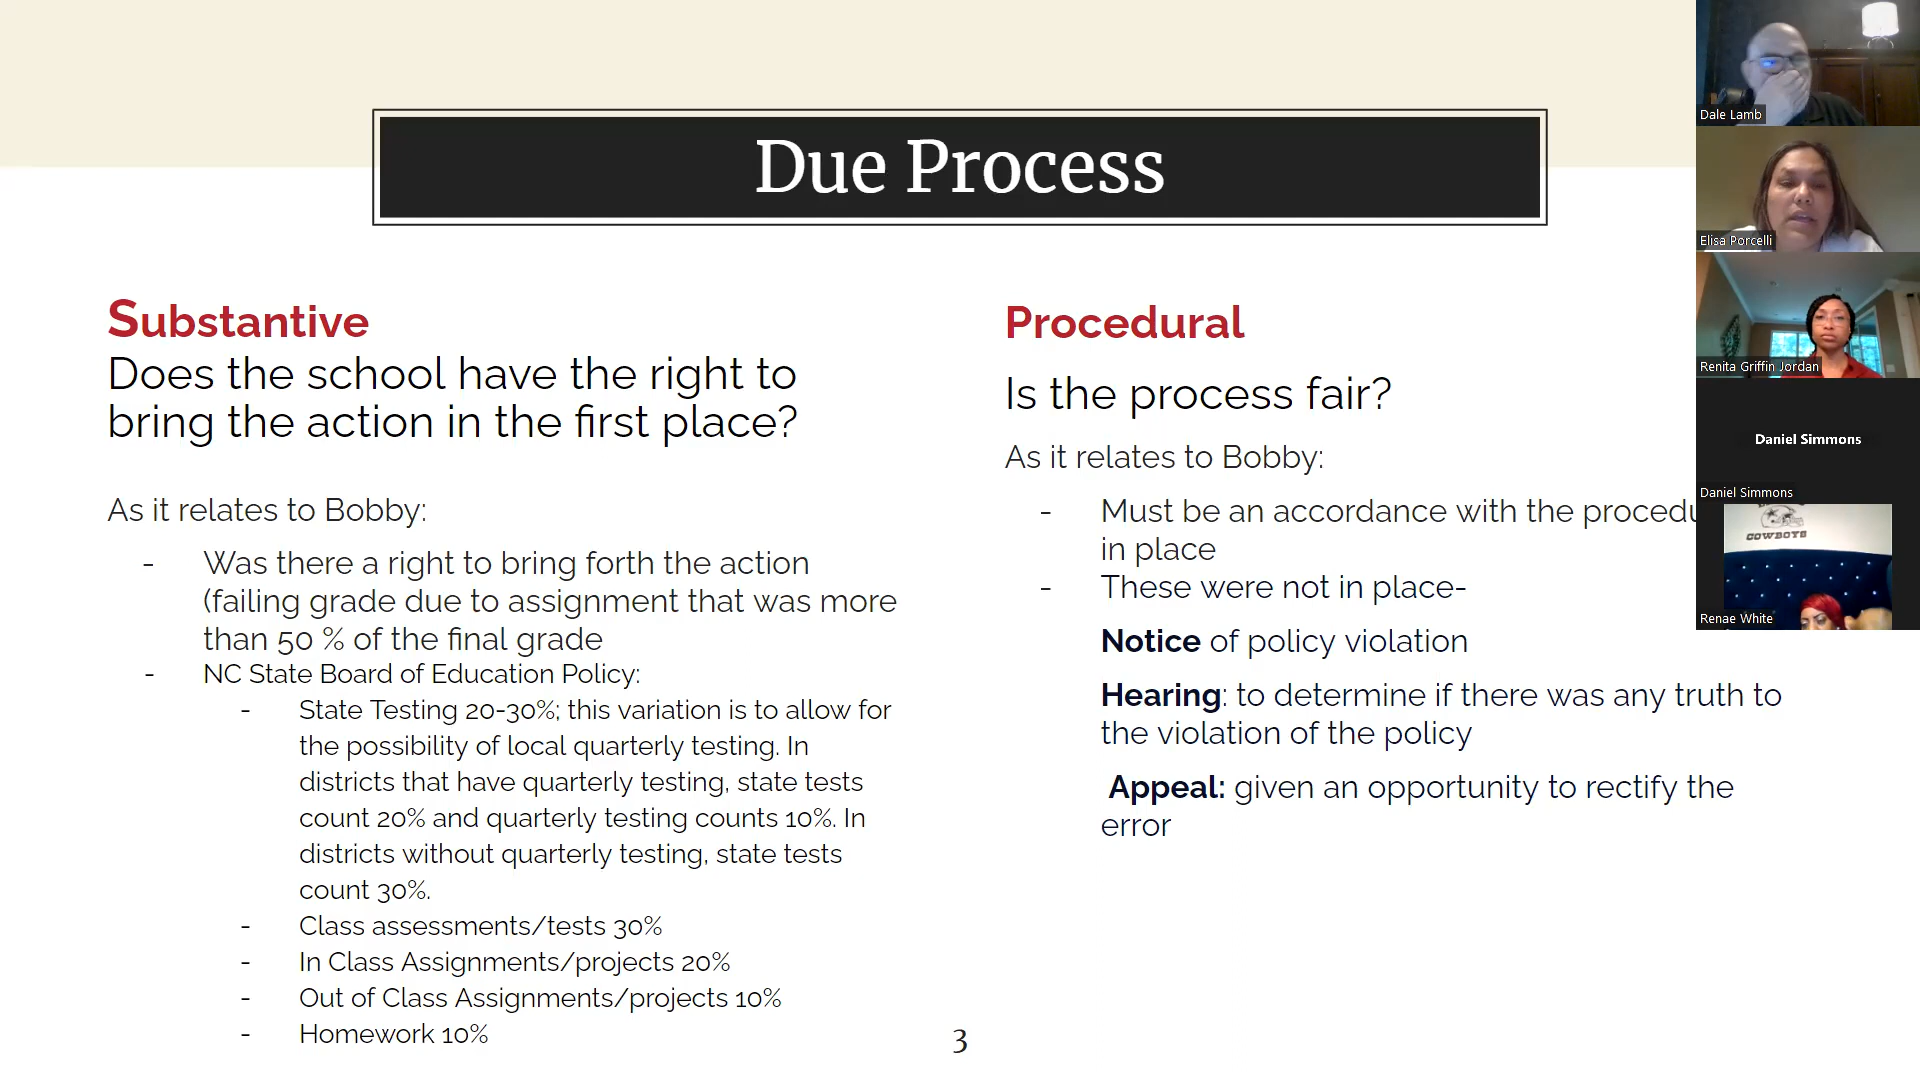 Due Process
Substantive
Does the school have the right to
bring the action in the first place?
As it relates to Bobby:
- Was there a right to bring forth the action
(failing grade due to assignment that was more
than 50 % of the final grade
- NC State Board of Education Policy:
- State Testing 20-30%; this variation is to allow for
the possibility of local quarterly testing. In
districts that have quarterly testing, state tests
count 20% and quarterly testing counts 10%. In
districts without quarterly testing, state tests
count 30%.
- Class assessments/tests 30%
- In Class Assignments/projects 20%
- Out of Class Assignments/projects 10%
- Homework 10%
Procedural
Is the process fair?
As it relates to Bobby:
- Must be an accordance with the
in place
- These were not in place-
Notice of policy violation
Hearing: to determine if there was any truth to
the violation of the policy
Appeal: given an opportunity to rectify the
error
3
Dale Lamb
Elisa Porcelli
Renita Griffin Jordan
Daniel Simmons
Daniel Simmons
COWBOYS
Renae White